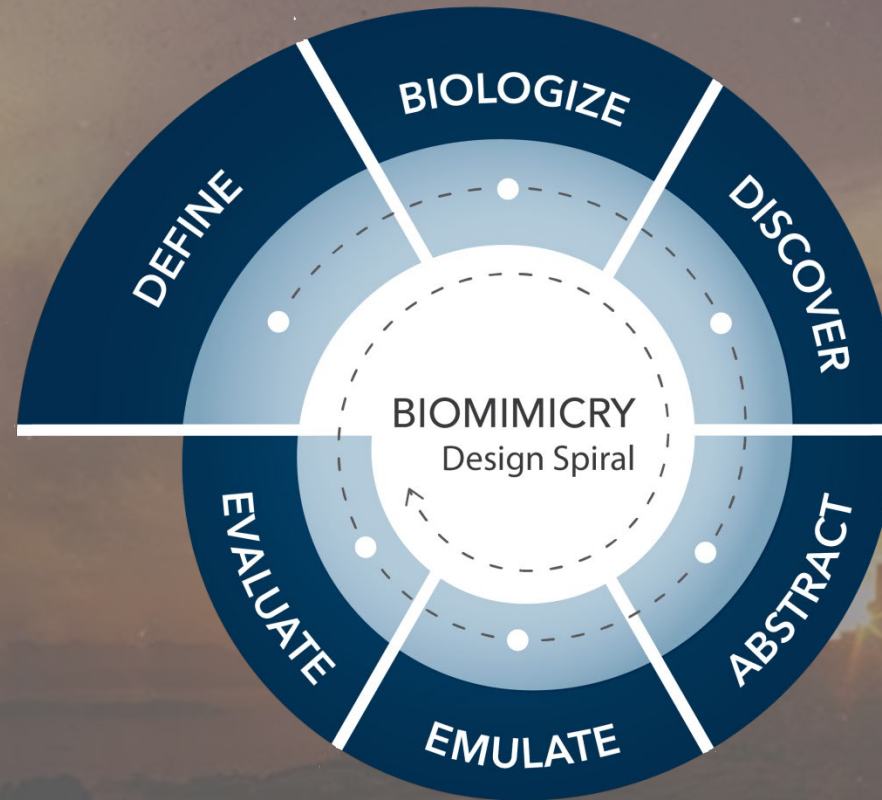 BIOLOGIZE
DEFINE
DISCOVER
BIOMIMICRY
Design Spiral
EVALUATE
ABSTRACT
EMULATE